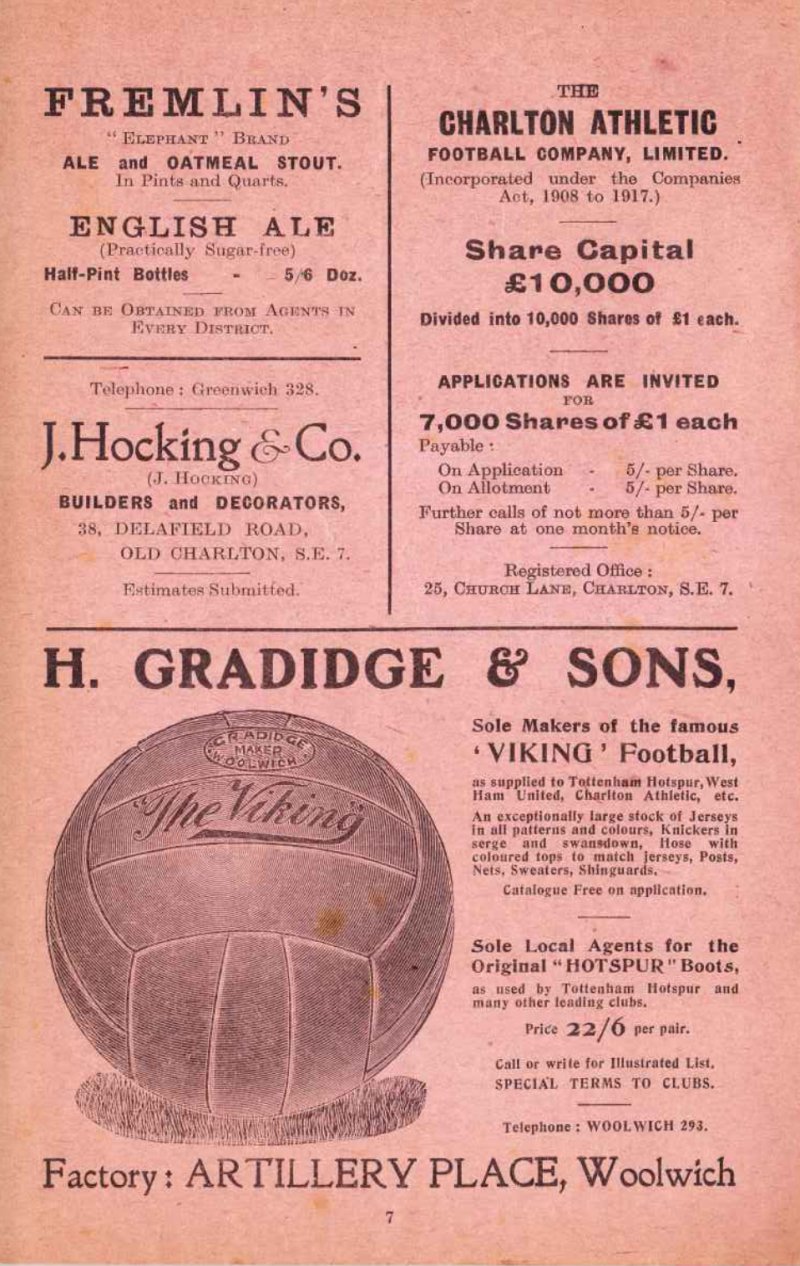 FREMLIN'S
"ELEPHANT" BRAND
ALE and OATMEAL STOUT.
In Pints and Quarts.
ENGLISH ALE
(Practically Sugar-free)
Half-Pint Bottles - 5/6 Doz.
CAN BE OBTAINED FROM AGENTS IN
EVERY DISTRICT.
Telephone : Greenwich 328.
J. Hocking & Co.
(J. HOCKING)
BUILDERS and DECORATORS,
38, DELAFIELD ROAD,
OLD CHARLTON, S.E. 7.
Estimates Submitted.
THE
CHARLTON ATHLETIC
FOOTBALL COMPANY, LIMITED.
(Incorporated under the Companies
Act, 1908 to 1917.)
Share Capital
£10,000
Divided into 10,000 Shares of £1 each.
APPLICATIONS ARE INVITED
FOR
7,000 Shares of £1 each
Payable :
On Application - 5/- per Share.
On Allotment - 5/- per Share.
Further calls of not more than 5/- per
Share at one month's notice.
Registered Office :
25, CHURCH LANE, CHARLTON, S.E. 7.
H. GRADIDGE & SONS,
GRADIDGE
MAKER
WOOLWICH
"The Viking"
Sole Makers of the famous
'VIKING' Football,
as supplied to Tottenham Hotspur, West
Ham United, Charlton Athletic, etc.
An exceptionally large stock of Jerseys
in all patterns and colours, Knickers in
serge and swansdown, Hose with
coloured tops to match jerseys, Posts,
Nets, Sweaters, Shinguards.
Catalogue Free on application.
Sole Local Agents for the
Original "HOTSPUR" Boots,
as used by Tottenham Hotspur and
many other leading clubs.
Price 22/6 per pair.
Call or write for Illustrated List.
SPECIAL TERMS TO CLUBS.
Telephone : WOOLWICH 293.
Factory : ARTILLERY PLACE, Woolwich
7